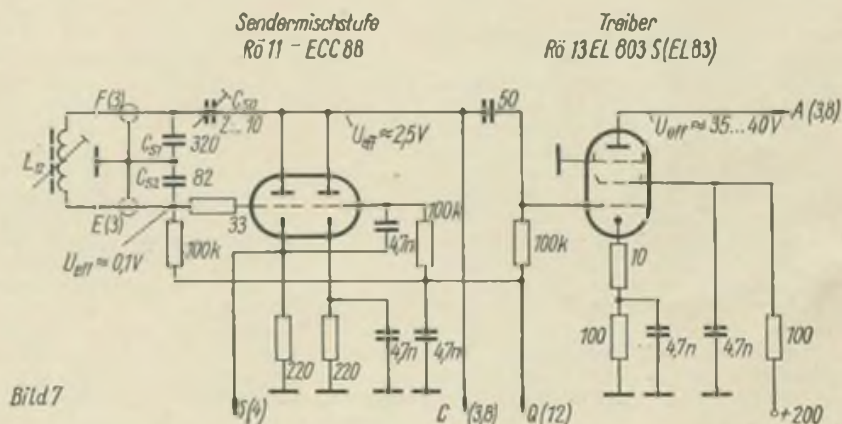 Sendermischstufe
Rö 11 - ECC 88
Treiber
Rö 13 EL 803 S (EL 83)
F(3)
C50
2...10
50
A (3,8)
Ueff ≈ 2,5V
Ueff ≈ 35...40V
L12
C51
320
C52
82
E(3)
33
100k
4,7n
100k
100k
10
Ueff ≈ 0,1V
220
220
4,7n
4,7n
100
4,7n
4,7n
100
Bild 7
S(4)
C (3,8)
Q(12)
+200